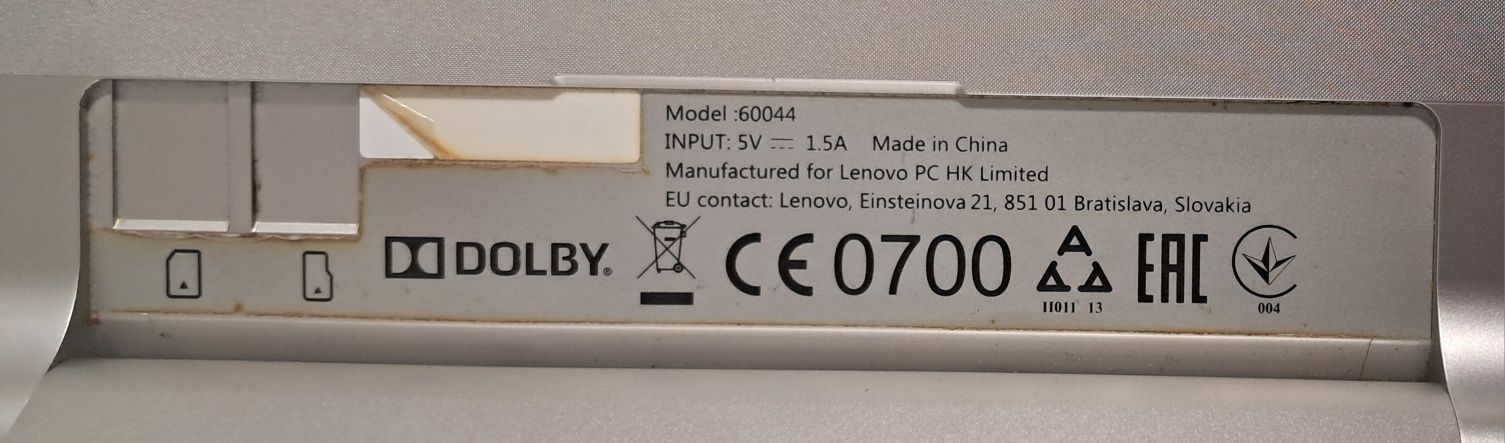 Model :60044
INPUT: 5V ⎓ 1.5A Made in China
Manufactured for Lenovo PC HK Limited
EU contact: Lenovo, Einsteinova 21, 851 01 Bratislava, Slovakia
DOLBY® CE 0700 AAA EAC
II011 13 004